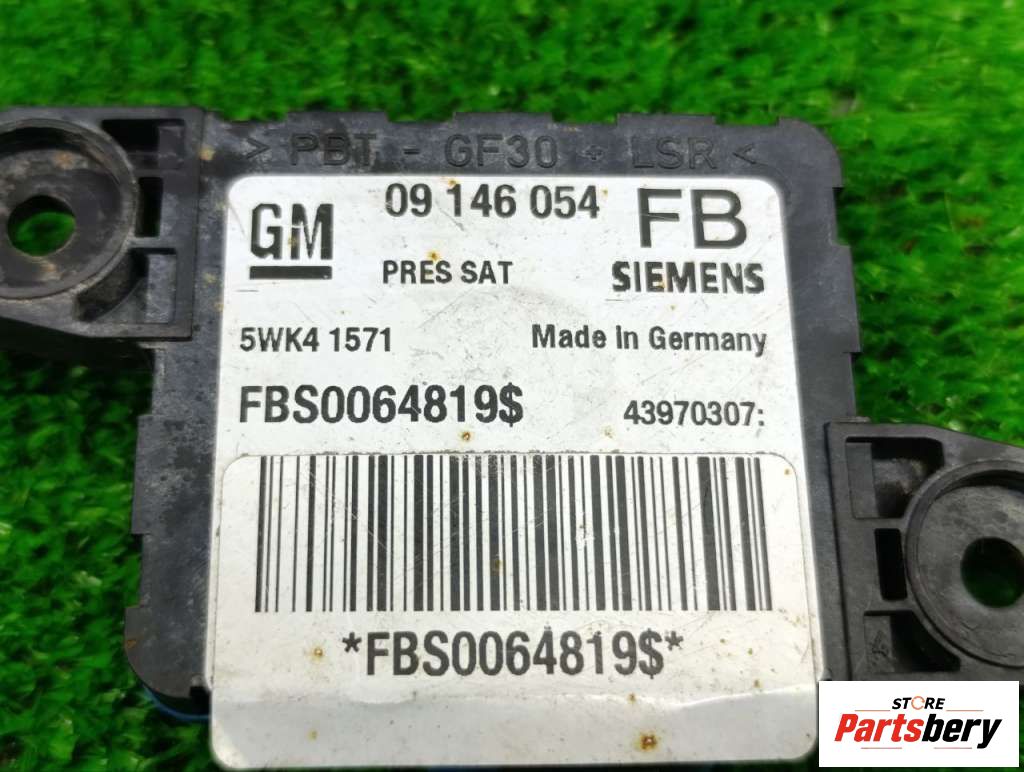 > PBT - GF30 + LSR <
GM 09 146 054 FB
PRES SAT SIEMENS
5WK4 1571 Made in Germany
FBS0064819$ 43970307:
*FBS0064819$*
STORE
Partsbery